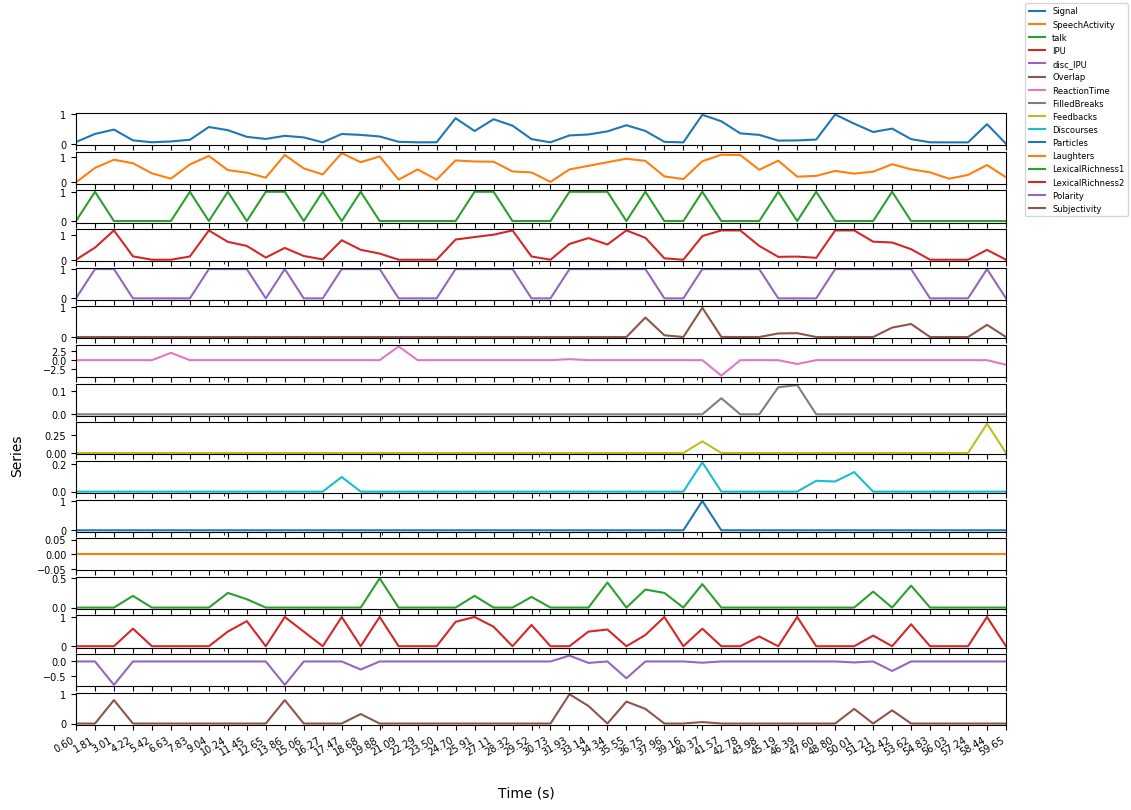 Signal
SpeechActivity
talk
IPU
disc_IPU
Overlap
ReactionTime
FilledBreaks
Feedbacks
Discourses
Particles
Laughters
LexicalRichness1
LexicalRichness2
Polarity
Subjectivity
1
0
1
0
1
0
1
0
1
0
1
0
2.5
0.0
−2.5
0.1
0.0
0.25
0.00
0.2
0.0
1
0
0.05
0.00
−0.05
0.5
0.0
1
0
0.0
−0.5
1
0
Series
0.60 1.81 3.01 4.22 5.42 6.63 7.83 9.04 10.24 11.45 12.65 13.86 15.06 16.27 17.47 18.68 19.88 21.09 22.29 23.50 24.70 25.91 27.11 28.32 29.52 30.73 31.93 33.14 34.34 35.55 36.75 37.96 39.16 40.37 41.57 42.78 43.98 45.19 46.39 47.60 48.80 50.01 51.21 52.42 53.62 54.83 56.03 57.24 58.44 59.65
Time (s)